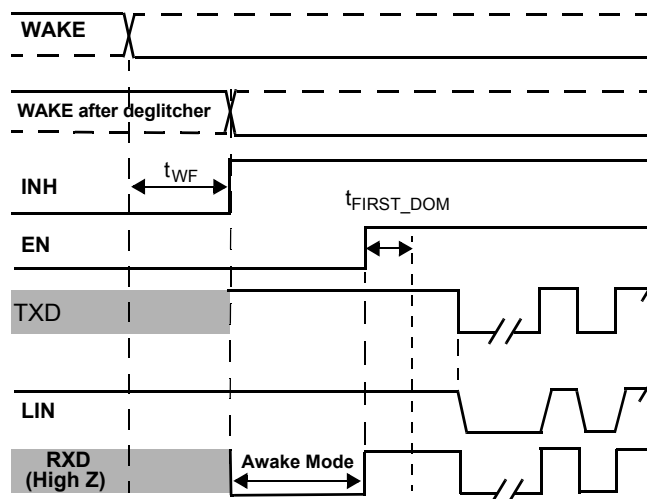 WAKE
WAKE after deglitcher
tWF
INH
tFIRST_DOM
EN
TXD
LIN
RXD
(High Z)
Awake Mode